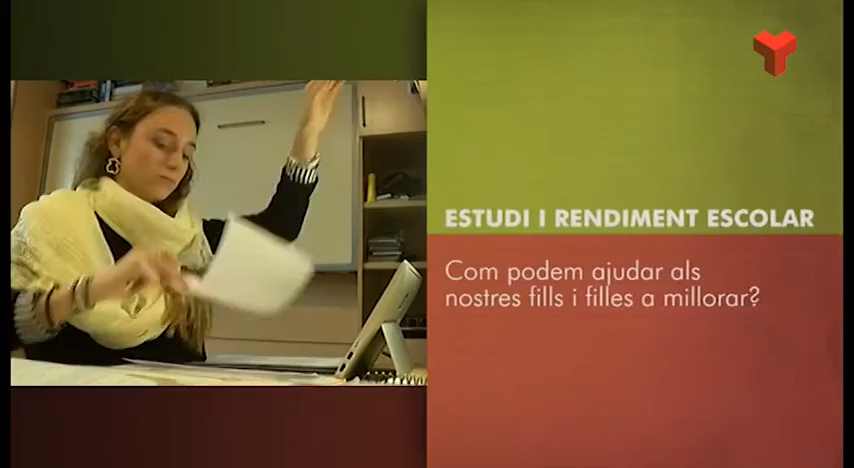 ESTUDI I RENDIMENT ESCOLAR
Com podem ajudar als
nostres fills i filles a millorar?